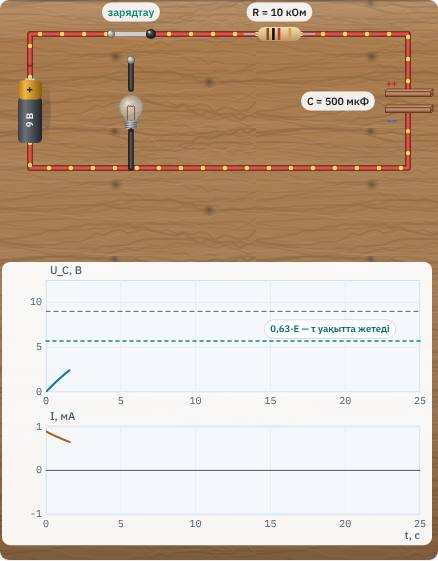 зарядтау
R = 10 кОм
+
9 В
C = 500 мкФ
++
−−
U_C, В
10
5
0
0,63·E — τ уақытта жетеді
0 5 10 15 20 25
I, мА
1
0
-1
0 5 10 15 20 25
t, с